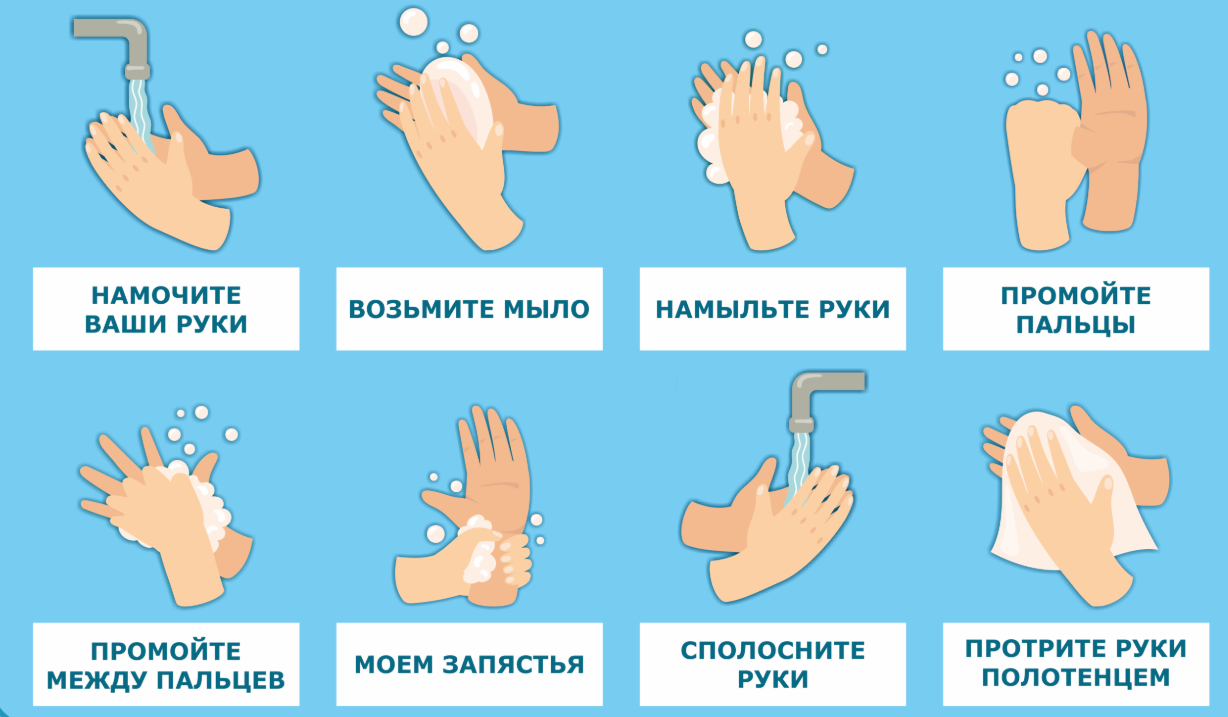 НАМОЧИТЕ
ВАШИ РУКИ
ВОЗЬМИТЕ МЫЛО
НАМЫЛЬТЕ РУКИ
ПРОМОЙТЕ
ПАЛЬЦЫ
ПРОМОЙТЕ
МЕЖДУ ПАЛЬЦЕВ
МОЕМ ЗАПЯСТЬЯ
СПОЛОСНИТЕ
РУКИ
ПРОТРИТЕ РУКИ
ПОЛОТЕНЦЕМ